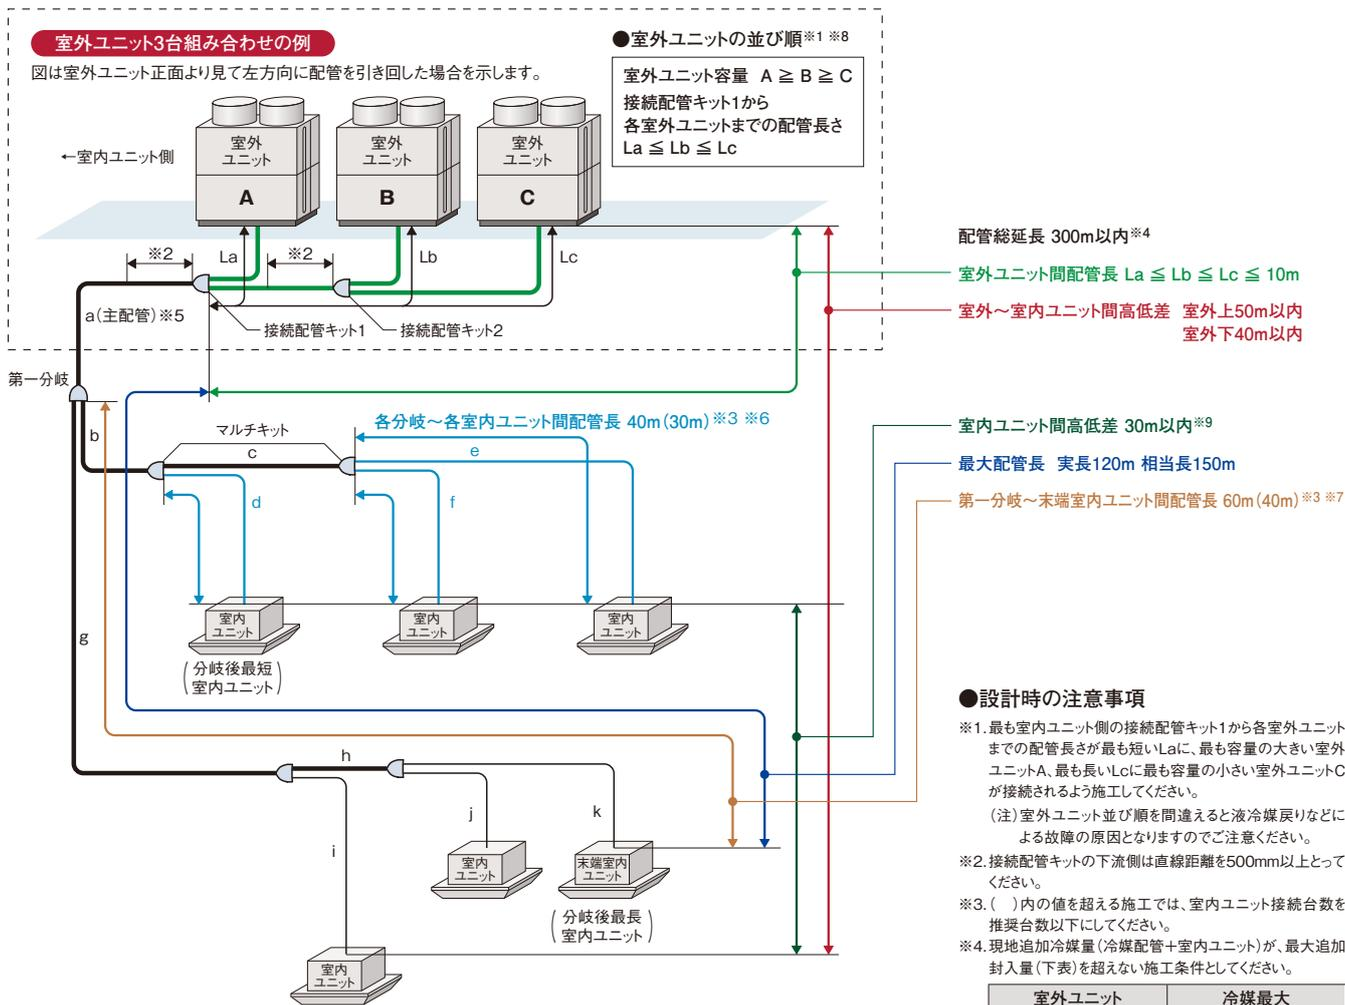 室外ユニット3台組み合わせの例
図は室外ユニット正面より見て左方向に配管を引き回した場合を示します。
●室外ユニットの並び順※1 ※8
室外ユニット容量 A ≧ B ≧ C
接続配管キット1から
各室外ユニットまでの配管長さ
La ≦ Lb ≦ Lc
←室内ユニット側
室外
ユニット
A
室外
ユニット
B
室外
ユニット
C
※2
La
※2
Lb
Lc
a(主配管)※5
接続配管キット1
接続配管キット2
配管総延長 300m以内※4
室外ユニット間配管長 La ≦ Lb ≦ Lc ≦ 10m
室外～室内ユニット間高低差 室外上50m以内
室外下40m以内
第一分岐
b
マルチキット
c
各分岐～各室内ユニット間配管長 40m(30m)※3 ※6
e
d
f
室内ユニット間高低差 30m以内※9
最大配管長 実長120m 相当長150m
第一分岐～末端室内ユニット間配管長 60m(40m)※3 ※7
室内
ユニット
室内
ユニット
室内
ユニット
(分岐後最短
室内ユニット)
g
h
i
j
k
室内
ユニット
末端室内
ユニット
(分岐後最長
室内ユニット)
室内
ユニット
●設計時の注意事項
※1.最も室内ユニット側の接続配管キット1から各室外ユニット
までの配管長さが最も短いLaに、最も容量の大きい室外
ユニットA、最も長いLcに最も容量の小さい室外ユニットC
が接続されるよう施工してください。
(注)室外ユニット並び順を間違えると液冷媒戻りなどに
よる故障の原因となりますのでご注意ください。
※2.接続配管キットの下流側は直線距離を500mm以上とって
ください。
※3.( )内の値を超える施工では、室内ユニット接続台数を
推奨台数以下にしてください。
※4.現地追加冷媒量(冷媒配管+室内ユニット)が、最大追加
封入量(下表)を超えない施工条件としてください。
室外ユニット
冷媒最大